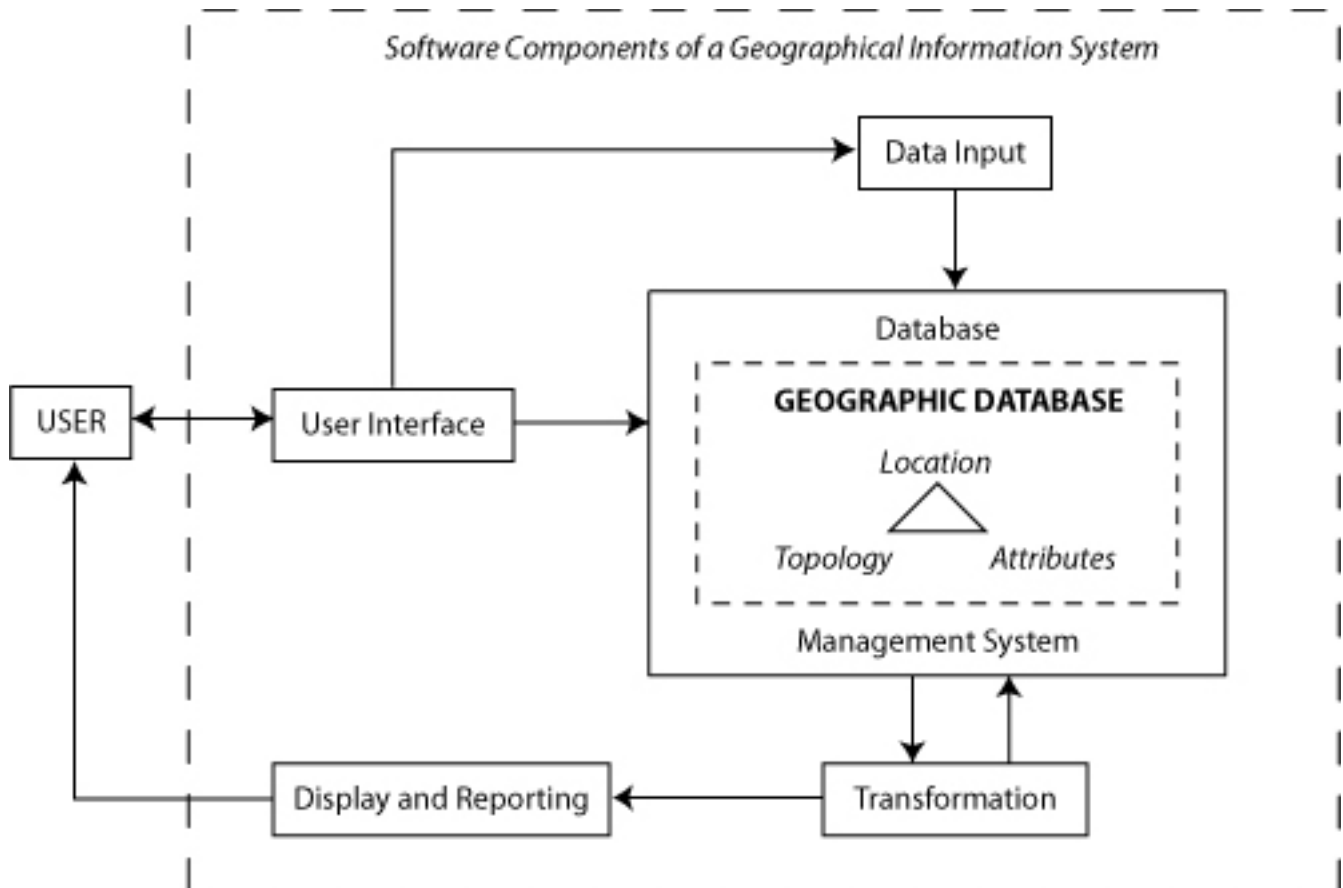 Software Components of a Geographical Information System
Data Input
Database
GEOGRAPHIC DATABASE
USER
User Interface
Location
Topology
Attributes
Management System
Display and Reporting
Transformation